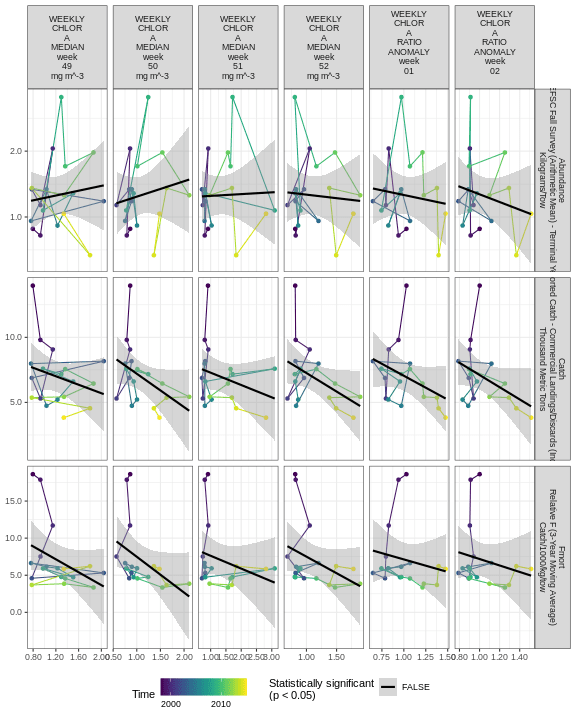 WEEKLY
CHLOR
A
MEDIAN
week
49
mg m^-3
WEEKLY
CHLOR
A
MEDIAN
week
50
mg m^-3
WEEKLY
CHLOR
A
MEDIAN
week
51
mg m^-3
WEEKLY
CHLOR
A
MEDIAN
week
52
mg m^-3
WEEKLY
CHLOR
A
RATIO
ANOMALY
week
01
WEEKLY
CHLOR
A
RATIO
ANOMALY
week
02
2.0
1.0
Abundance
EFSC Fall Survey (Arithmetic Mean) - Terminal Y
Kilograms/tow
10.0
5.0
Catch
orted Catch - Commercial Landings/Discards (In
Thousand Metric Tons
15.0
10.0
5.0
0.0
Fmort
Relative F (3-Year Moving Average)
Catch/1000/kg/tow
0.80 1.20 1.60 2.00
0.50 1.00 1.50 2.00
1.00 1.50 2.00 2.50 3.00
1.00 1.50
0.75 1.00 1.25 1.50
0.80 1.00 1.20 1.40
Time
2000 2010
Statistically significant
(p < 0.05)
FALSE